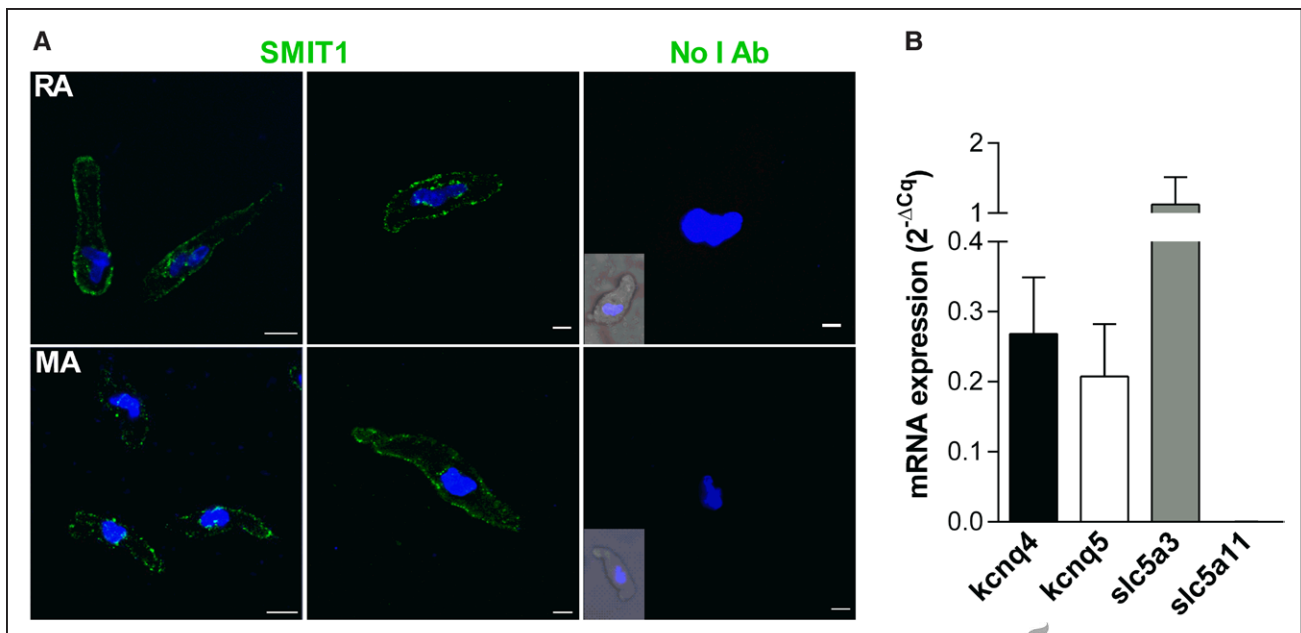 A
SMIT1
No I Ab
RA
MA
B
mRNA expression (2^-ΔCq)
2
1
0.4
0.3
0.2
0.1
0.0
kcnq4
kcnq5
slc5a3
slc5a11